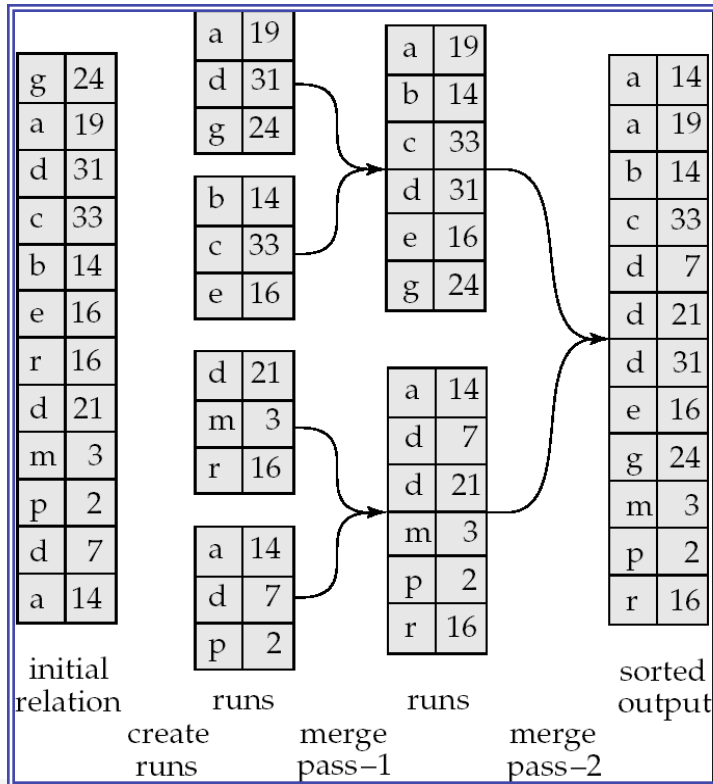 g 24
a 19
d 31
c 33
b 14
e 16
r 16
d 21
m 3
p 2
d 7
a 14
initial
relation
a 19
d 31
g 24
b 14
c 33
e 16
d 21
m 3
r 16
a 14
d 7
p 2
runs
a 19
b 14
c 33
d 31
e 16
g 24
a 14
d 7
d 21
m 3
p 2
r 16
runs
a 14
a 19
b 14
c 33
d 7
d 21
d 31
e 16
g 24
m 3
p 2
r 16
sorted
output
create
runs
merge
pass–1
merge
pass–2